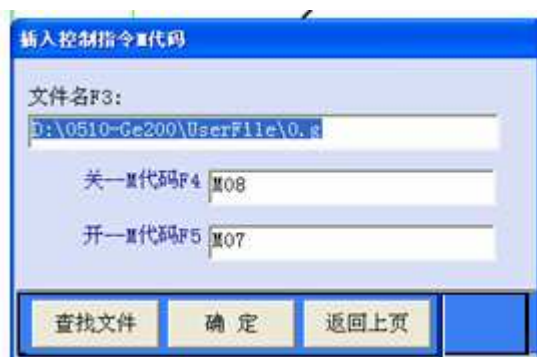 插入控制指令M代码
文件名F3:
D:\0510-Ge200\UserFile\0.g
关--M代码F4 M08
开--M代码F5 M07
查找文件 确 定 返回上页